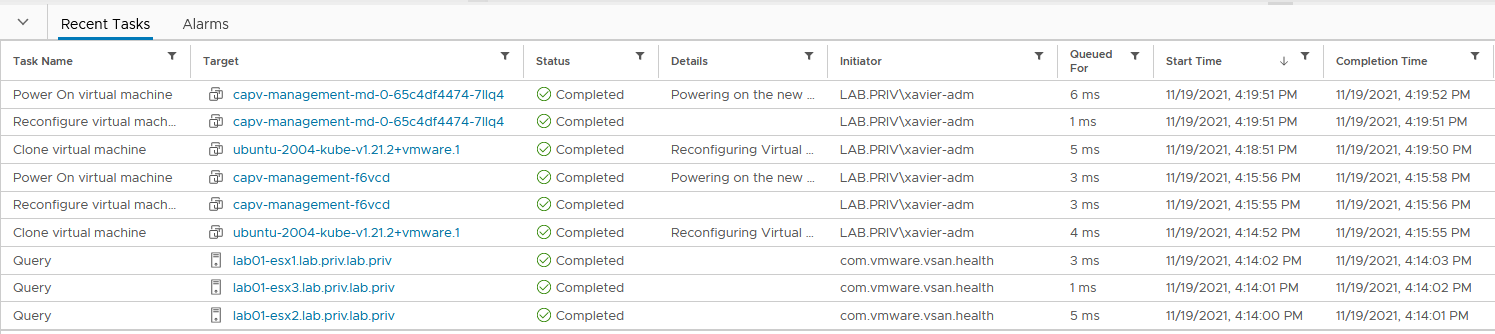 Recent Tasks Alarms
Task Name Target Status Details Initiator Queued For Start Time Completion Time
Power On virtual machine capv-management-md-0-65c4df4474-7llq4 Completed Powering on the new ... LAB.PRIV\xavier-adm 6 ms 11/19/2021, 4:19:51 PM 11/19/2021, 4:19:52 PM
Reconfigure virtual mach... capv-management-md-0-65c4df4474-7llq4 Completed LAB.PRIV\xavier-adm 1 ms 11/19/2021, 4:19:51 PM 11/19/2021, 4:19:51 PM
Clone virtual machine ubuntu-2004-kube-v1.21.2+vmware.1 Completed Reconfiguring Virtual ... LAB.PRIV\xavier-adm 5 ms 11/19/2021, 4:18:51 PM 11/19/2021, 4:19:50 PM
Power On virtual machine capv-management-f6vcd Completed Powering on the new ... LAB.PRIV\xavier-adm 3 ms 11/19/2021, 4:15:56 PM 11/19/2021, 4:15:58 PM
Reconfigure virtual mach... capv-management-f6vcd Completed LAB.PRIV\xavier-adm 3 ms 11/19/2021, 4:15:55 PM 11/19/2021, 4:15:56 PM
Clone virtual machine ubuntu-2004-kube-v1.21.2+vmware.1 Completed Reconfiguring Virtual ... LAB.PRIV\xavier-adm 4 ms 11/19/2021, 4:14:52 PM 11/19/2021, 4:15:55 PM
Query lab01-esx1.lab.priv.lab.priv Completed com.vmware.vsan.health 3 ms 11/19/2021, 4:14:02 PM 11/19/2021, 4:14:03 PM
Query lab01-esx3.lab.priv.lab.priv Completed com.vmware.vsan.health 1 ms 11/19/2021, 4:14:01 PM 11/19/2021, 4:14:02 PM
Query lab01-esx2.lab.priv.lab.priv Completed com.vmware.vsan.health 5 ms 11/19/2021, 4:14:00 PM 11/19/2021, 4:14:01 PM